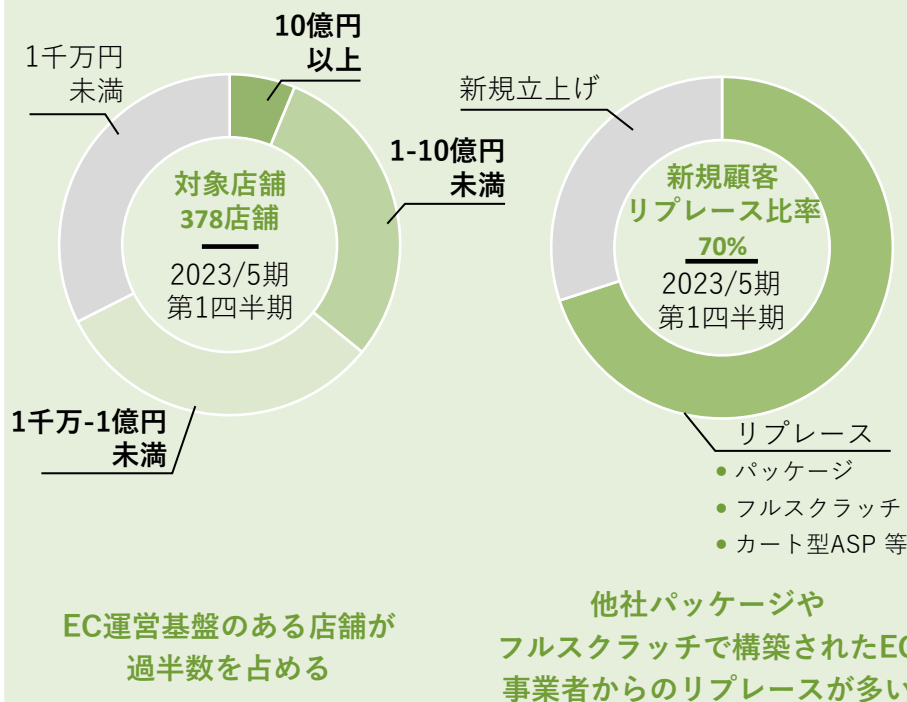 10億円
以上
1千万円
未満
1-10億円
未満
対象店舗
378店舗
2023/5期
第1四半期
1千万-1億円
未満
EC運営基盤のある店舗が
過半数を占める
新規立上げ
新規顧客
リプレース比率
70%
2023/5期
第1四半期
リプレース
• パッケージ
• フルスクラッチ
• カート型ASP 等
他社パッケージや
フルスクラッチで構築されたEC
事業者からのリプレースが多い